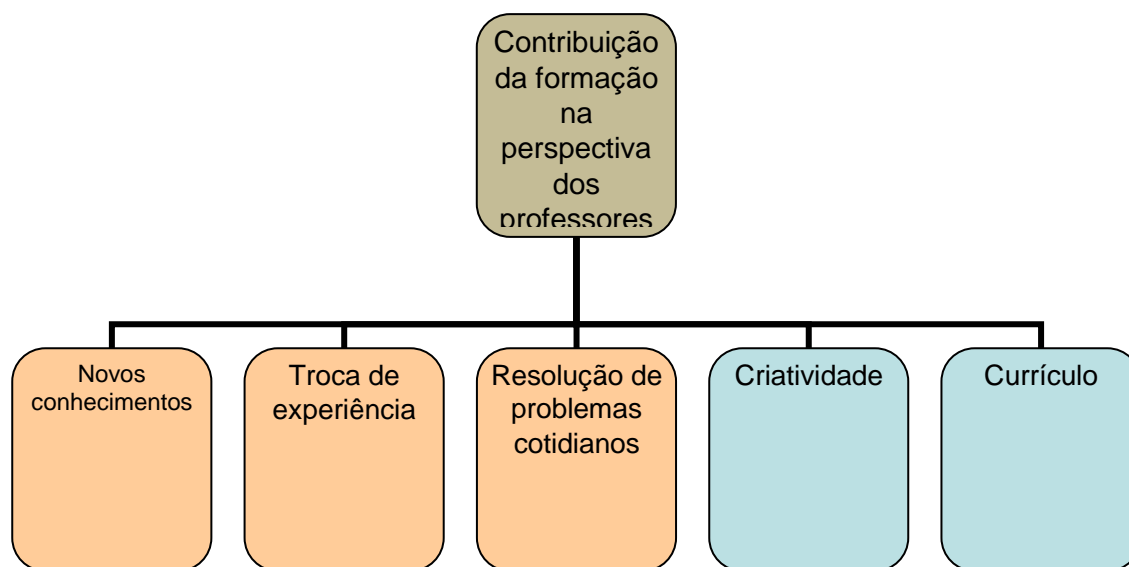 Contribuição
da formação
na
perspectiva
dos
professores
Novos
conhecimentos
Troca de
experiência
Resolução de
problemas
cotidianos
Criatividade
Currículo